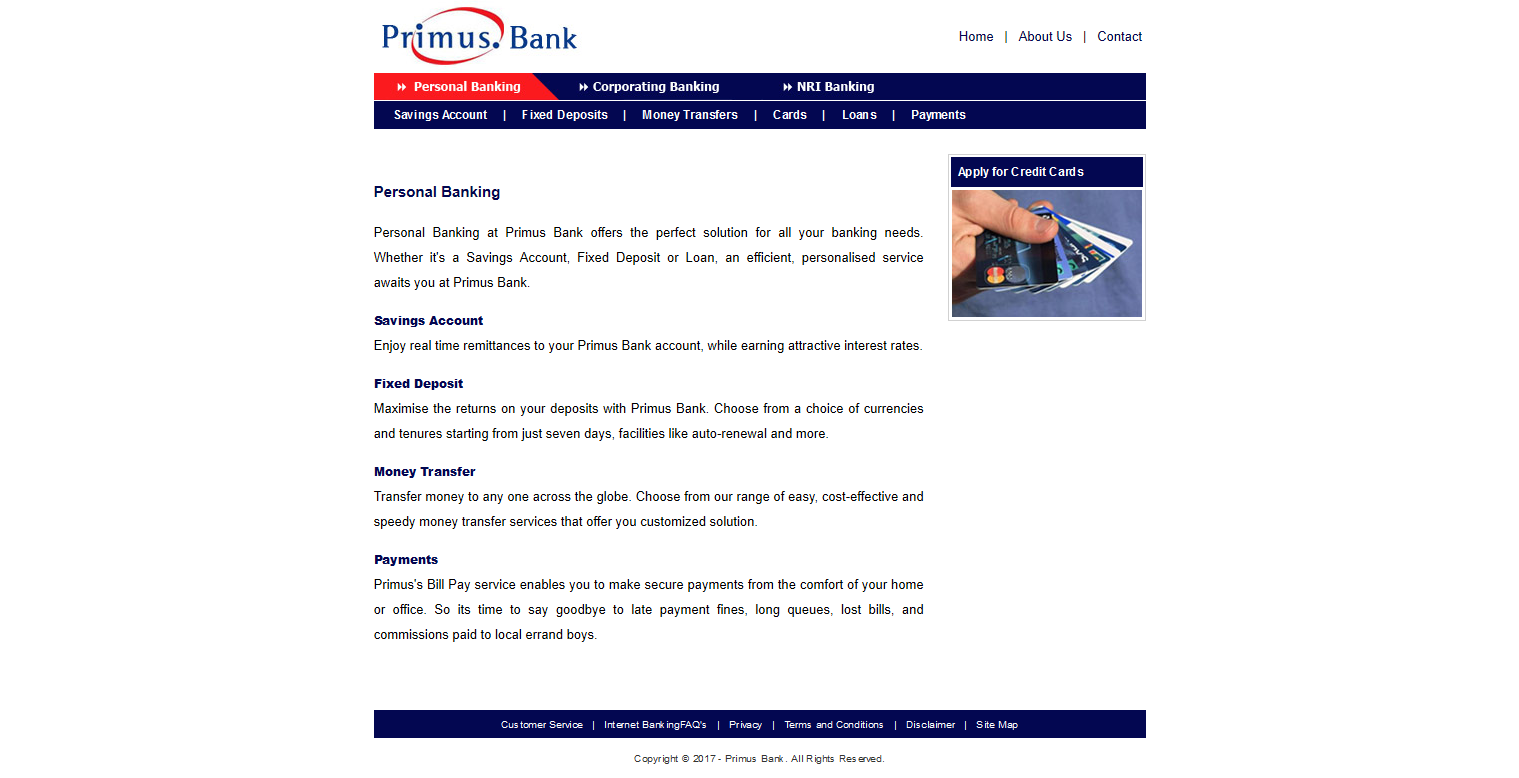 Primus. Bank
Home | About Us | Contact
Personal Banking Corporating Banking NRI Banking
Savings Account | Fixed Deposits | Money Transfers | Cards | Loans | Payments
Apply for Credit Cards
Personal Banking
Personal Banking at Primus Bank offers the perfect solution for all your banking needs.
Whether it's a Savings Account, Fixed Deposit or Loan, an efficient, personalised service
awaits you at Primus Bank.
Savings Account
Enjoy real time remittances to your Primus Bank account, while earning attractive interest rates.
Fixed Deposit
Maximise the returns on your deposits with Primus Bank. Choose from a choice of currencies
and tenures starting from just seven days, facilities like auto-renewal and more.
Money Transfer
Transfer money to any one across the globe. Choose from our range of easy, cost-effective and
speedy money transfer services that offer you customized solution.
Payments
Primus's Bill Pay service enables you to make secure payments from the comfort of your home
or office. So its time to say goodbye to late payment fines, long queues, lost bills, and
commissions paid to local errand boys.
Customer Service | Internet BankingFAQ's | Privacy | Terms and Conditions | Disclaimer | Site Map
Copyright © 2017 - Primus Bank. All Rights Reserved.